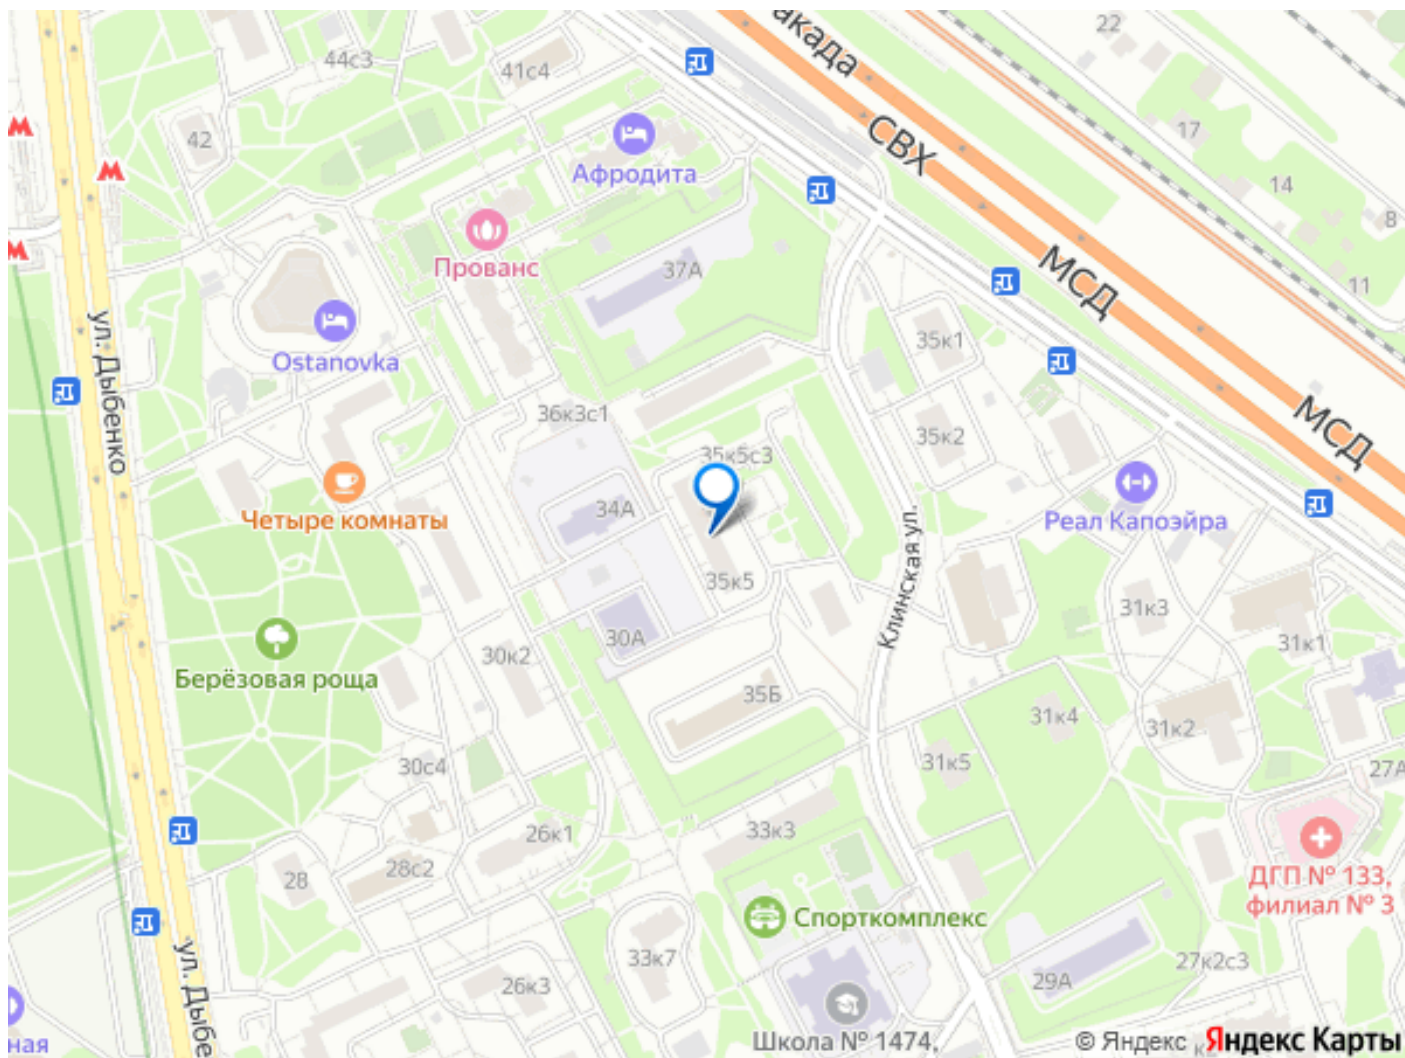 22
акада
44с3
41с4
СВХ
17
42
Афродита
14
8
Прованс
37А
МСД
11
ул. Дыбенко
Ostanovka
35к1
36к3с1
МСД
35к2
35к5с3
Четыре комнаты
34А
Реал Капоэйра
Клинская ул.
35к5
31к3
30А
31к1
30к2
Берёзовая роща
35Б
31к4
31к2
30с4
31к5
27А
26к1
33к3
28
28с2
ДГП № 133,
филиал № 3
Спорткомплекс
ул. Дыбе
33к7
27к2с3
26к3
29А
ная
Школа № 1474,
© Яндекс
Яндекс Карты